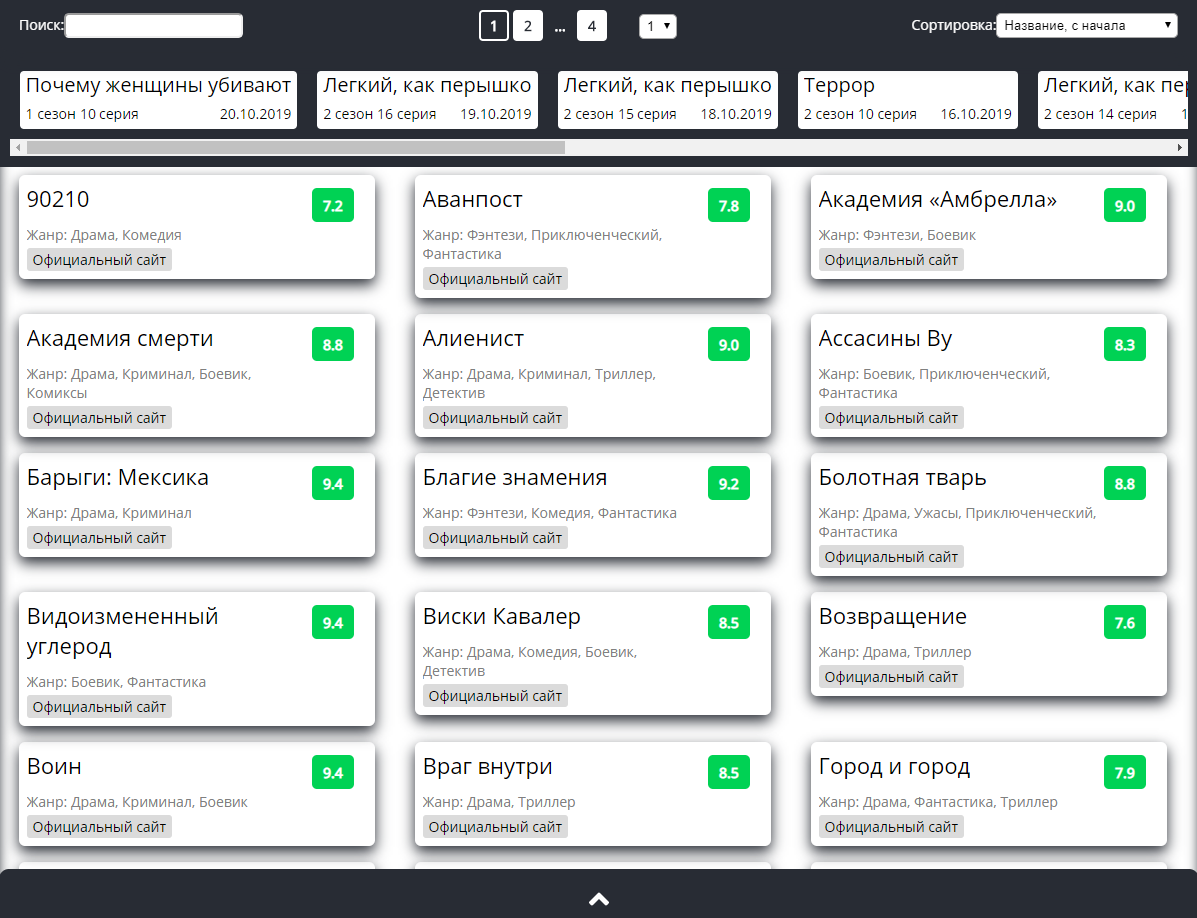 Поиск:
1 2 ... 4
1
Сортировка: Название, с начала
Почему женщины убивают
1 сезон 10 серия 20.10.2019
Легкий, как перышко
2 сезон 16 серия 19.10.2019
Легкий, как перышко
2 сезон 15 серия 18.10.2019
Террор
2 сезон 10 серия 16.10.2019
Легкий, как
2 сезон 14 серия
90210
7.2
Жанр: Драма, Комедия
Официальный сайт
Аванпост
7.8
Жанр: Фэнтези, Приключенческий,
Фантастика
Официальный сайт
Академия «Амбрелла»
9.0
Жанр: Фэнтези, Боевик
Официальный сайт
Академия смерти
8.8
Жанр: Драма, Криминал, Боевик,
Комиксы
Официальный сайт
Алиенист
9.0
Жанр: Драма, Криминал, Триллер,
Детектив
Официальный сайт
Ассасины Ву
8.3
Жанр: Боевик, Приключенческий,
Фантастика
Официальный сайт
Барыги: Мексика
9.4
Жанр: Драма, Криминал
Официальный сайт
Благие знамения
9.2
Жанр: Фэнтези, Комедия, Фантастика
Официальный сайт
Болотная тварь
8.8
Жанр: Драма, Ужасы, Приключенческий,
Фантастика
Официальный сайт
Видоизмененный
углерод
9.4
Жанр: Боевик, Фантастика
Официальный сайт
Виски Кавалер
8.5
Жанр: Драма, Комедия, Боевик,
Детектив
Официальный сайт
Возвращение
7.6
Жанр: Драма, Триллер
Официальный сайт
Воин
9.4
Жанр: Драма, Криминал, Боевик
Официальный сайт
Враг внутри
8.5
Жанр: Драма, Триллер
Официальный сайт
Город и город
7.9
Жанр: Драма, Фантастика, Триллер
Официальный сайт